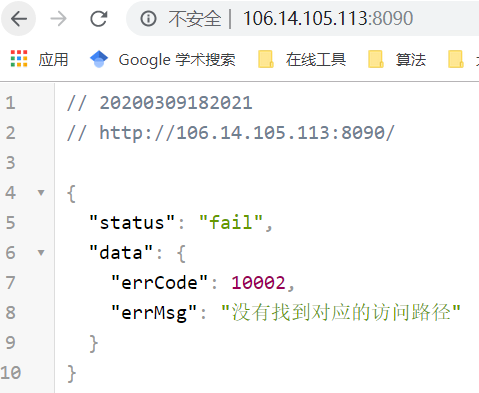 不安全 | 106.14.105.113:8090
应用 Google 学术搜索 在线工具 算法
1 // 20200309182021
2 // http://106.14.105.113:8090/
3
4 {
5 "status": "fail",
6 "data": {
7 "errCode": 10002,
8 "errMsg": "没有找到对应的访问路径"
9 }
10 }